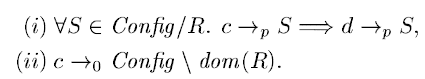 (i) ∀S ∈ Config/R. c →ₚ S ⟹ d →ₚ S,
(ii) c →₀ Config \ dom(R).